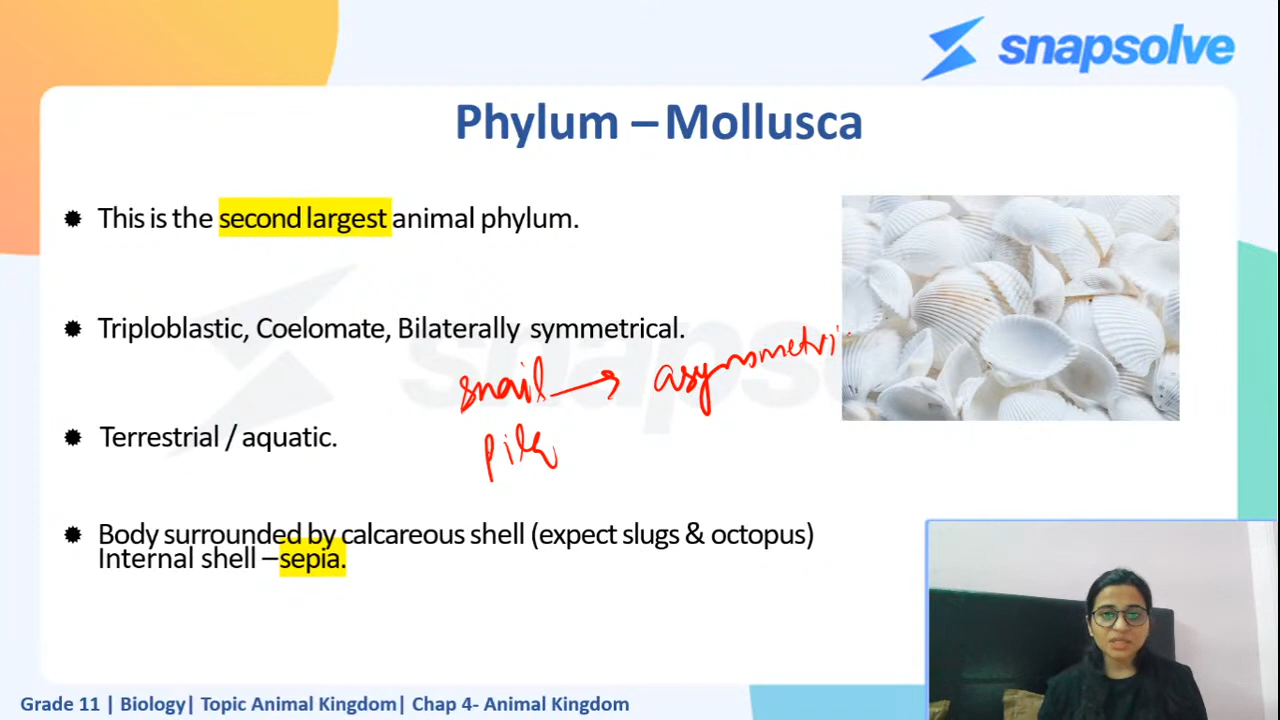 snapsolve
Phylum – Mollusca
This is the second largest animal phylum.
Triploblastic, Coelomate, Bilaterally symmetrical.
snail → asymmetri
Terrestrial / aquatic.
pila
Body surrounded by calcareous shell (expect slugs & octopus)
Internal shell – sepia.
Grade 11 | Biology| Topic Animal Kingdom| Chap 4- Animal Kingdom